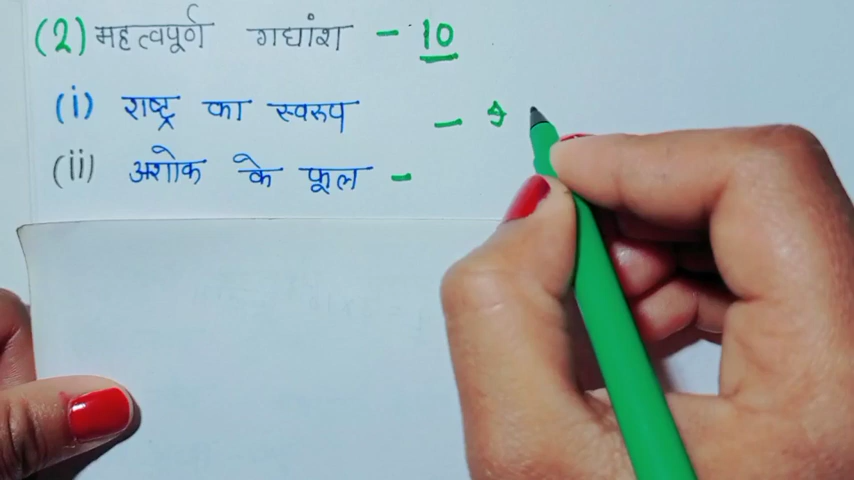 (2) महत्वपूर्ण गद्यांश - 10
(i) राष्ट्र का स्वरूप -
(ii) अशोक के फूल -